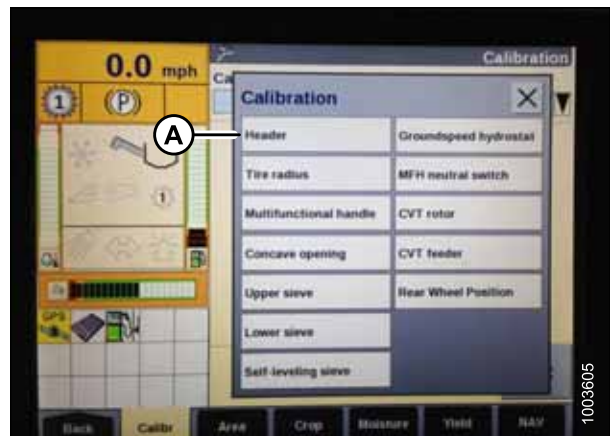 0.0 mph
Calibration
Ca
1
(P)
Calibration
A
Header
Groundspeed hydrostat
Tire radius
MFH neutral switch
1
Multifunctional handle
CVT rotor
Concave opening
CVT feeder
Upper sieve
Rear Wheel Position
Lower sieve
Self-leveling sieve
GPS
Back
Calibr
Area
Crop
Moisture
Yield
NAV
1003605